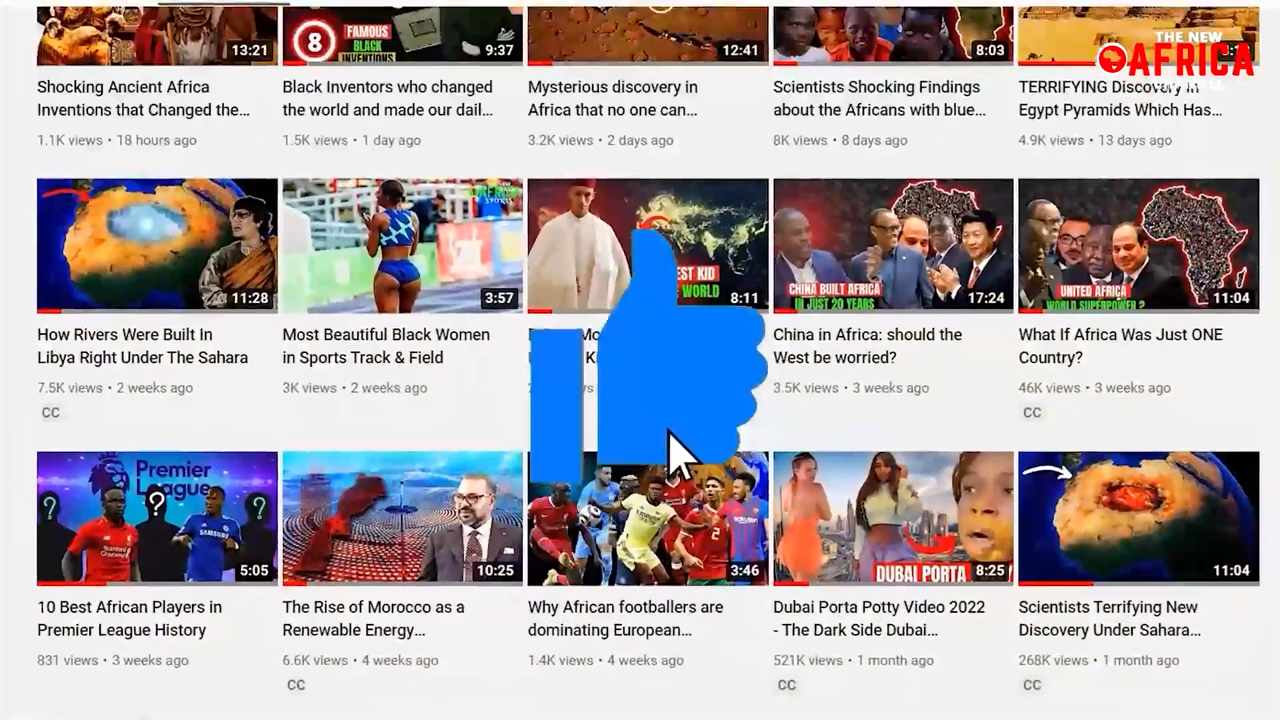 THE NEW
AFRICA
13:21
8
FAMOUS
BLACK
INVENTIONS
9:37
12:41
8:03
Shocking Ancient Africa
Inventions that Changed the...
1.1K views • 18 hours ago
Black Inventors who changed
the world and made our dail...
1.5K views • 1 day ago
Mysterious discovery in
Africa that no one can...
3.2K views • 2 days ago
Scientists Shocking Findings
about the Africans with blue...
8K views • 8 days ago
TERRIFYING Discovery in
Egypt Pyramids Which Has...
4.9K views • 13 days ago
11:28
3:57
WORLD
8:11
CHINA BUILT AFRICA
IN JUST 20 YEARS
17:24
UNITED AFRICA
WORLD SUPERPOWER ?
11:04
How Rivers Were Built In
Libya Right Under The Sahara
7.5K views • 2 weeks ago
CC
Most Beautiful Black Women
in Sports Track & Field
3K views • 2 weeks ago
China in Africa: should the
West be worried?
3.5K views • 3 weeks ago
What If Africa Was Just ONE
Country?
46K views • 3 weeks ago
CC
Premier
League
? ? ?
SAMSUNG
5:05
10:25
3:46
DUBAI PORTA
8:25
11:04
10 Best African Players in
Premier League History
831 views • 3 weeks ago
The Rise of Morocco as a
Renewable Energy...
6.6K views • 4 weeks ago
CC
Why African footballers are
dominating European...
1.4K views • 4 weeks ago
Dubai Porta Potty Video 2022
- The Dark Side Dubai...
521K views • 1 month ago
CC
Scientists Terrifying New
Discovery Under Sahara...
268K views • 1 month ago
CC